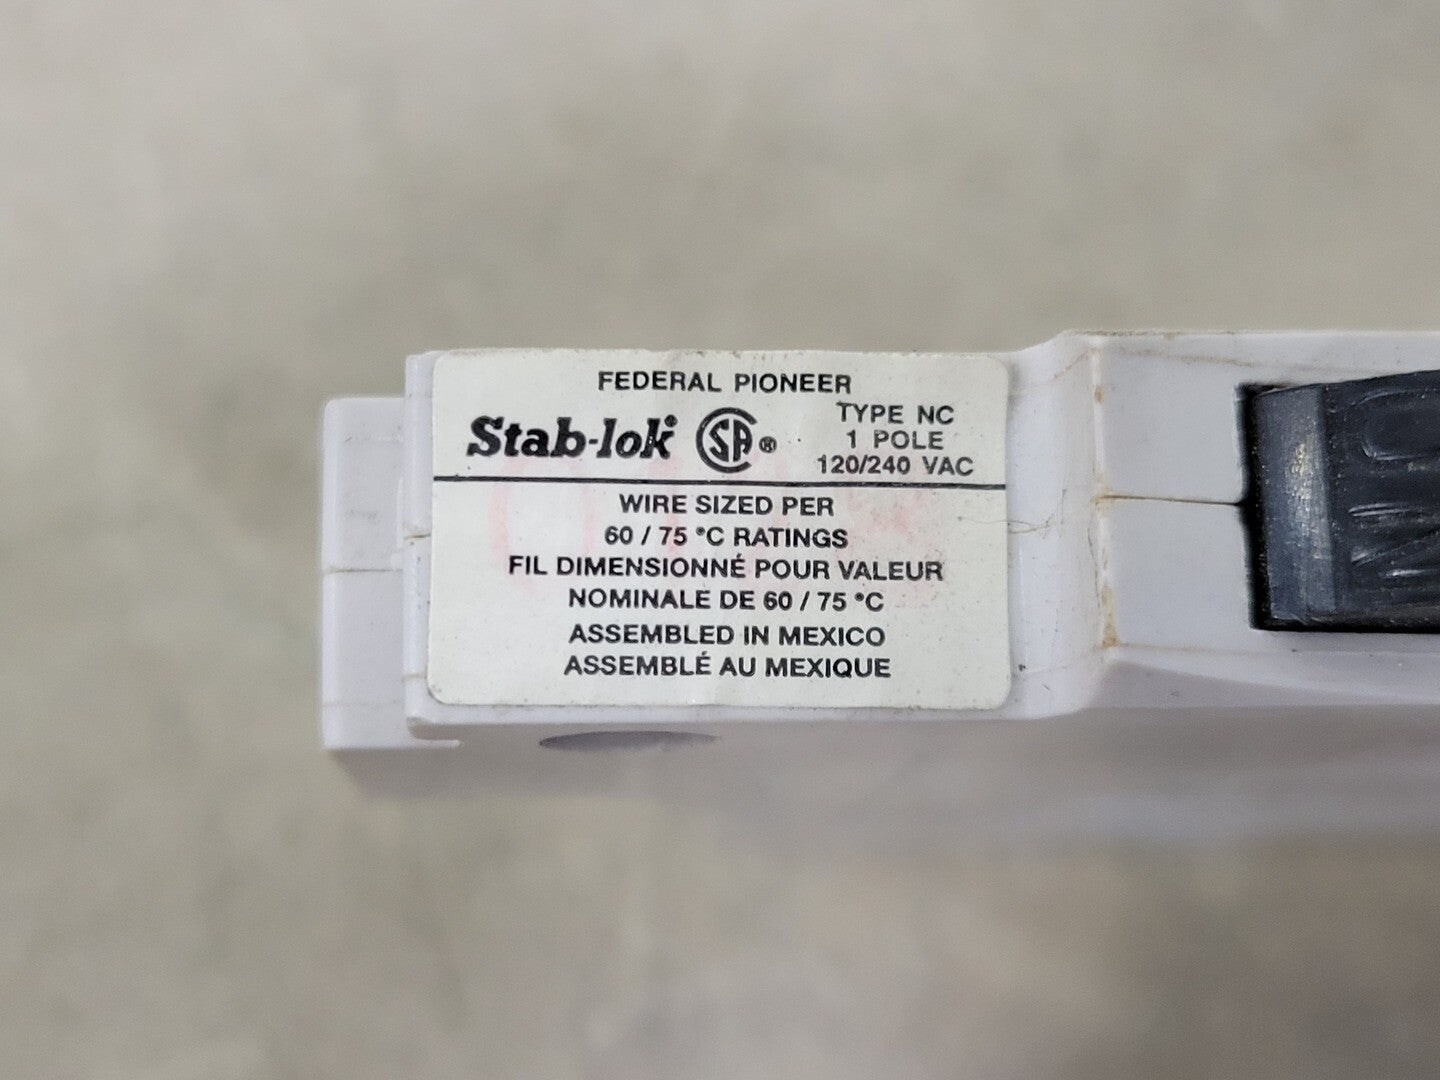 FEDERAL PIONEER
Stab-lok® SA® TYPE NC
1 POLE
120/240 VAC
WIRE SIZED PER
60 / 75 °C RATINGS
FIL DIMENSIONNÉ POUR VALEUR
NOMINALE DE 60 / 75 °C
ASSEMBLED IN MEXICO
ASSEMBLÉ AU MEXIQUE